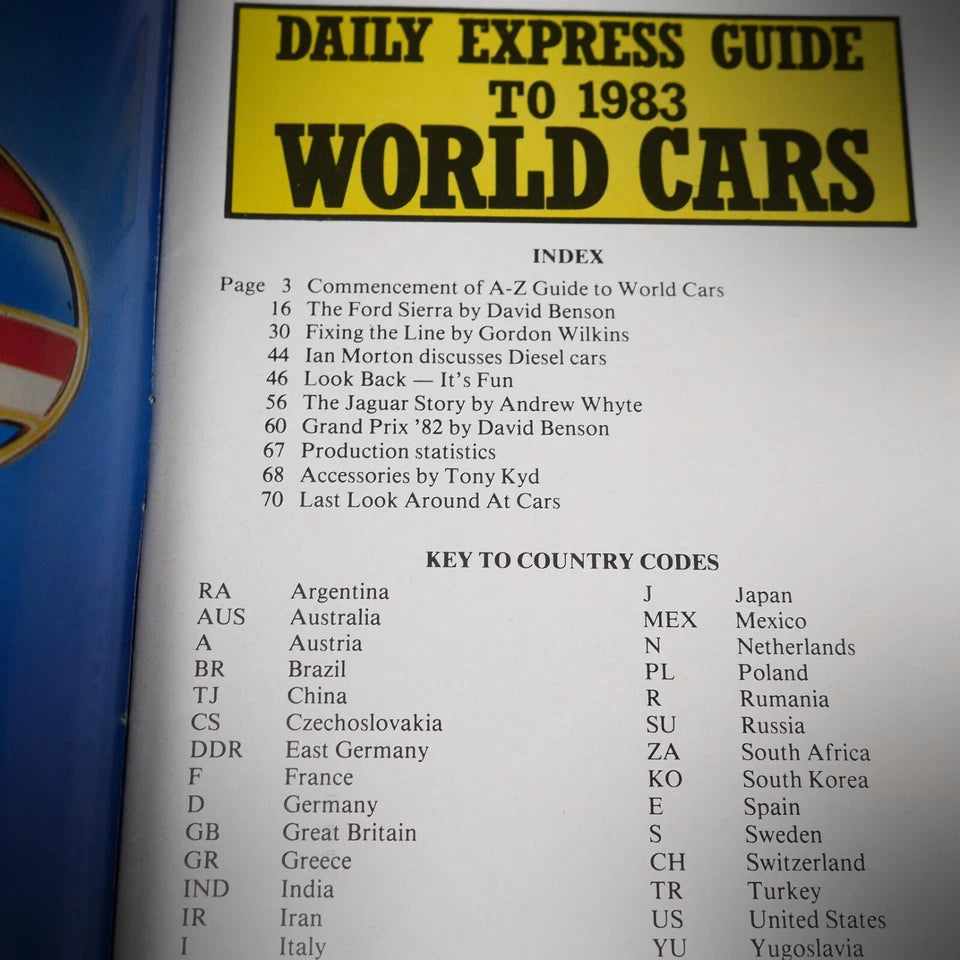 DAILY EXPRESS GUIDE
TO 1983
WORLD CARS
INDEX
Page 3 Commencement of A-Z Guide to World Cars
16 The Ford Sierra by David Benson
30 Fixing the Line by Gordon Wilkins
44 Ian Morton discusses Diesel cars
46 Look Back — It's Fun
56 The Jaguar Story by Andrew Whyte
60 Grand Prix '82 by David Benson
67 Production statistics
68 Accessories by Tony Kyd
70 Last Look Around At Cars
KEY TO COUNTRY CODES
RA Argentina
AUS Australia
A Austria
BR Brazil
TJ China
CS Czechoslovakia
DDR East Germany
F France
D Germany
GB Great Britain
GR Greece
IND India
IR Iran
I Italy
J Japan
MEX Mexico
N Netherlands
PL Poland
R Rumania
SU Russia
ZA South Africa
KO South Korea
E Spain
S Sweden
CH Switzerland
TR Turkey
US United States
YU Yugoslavia